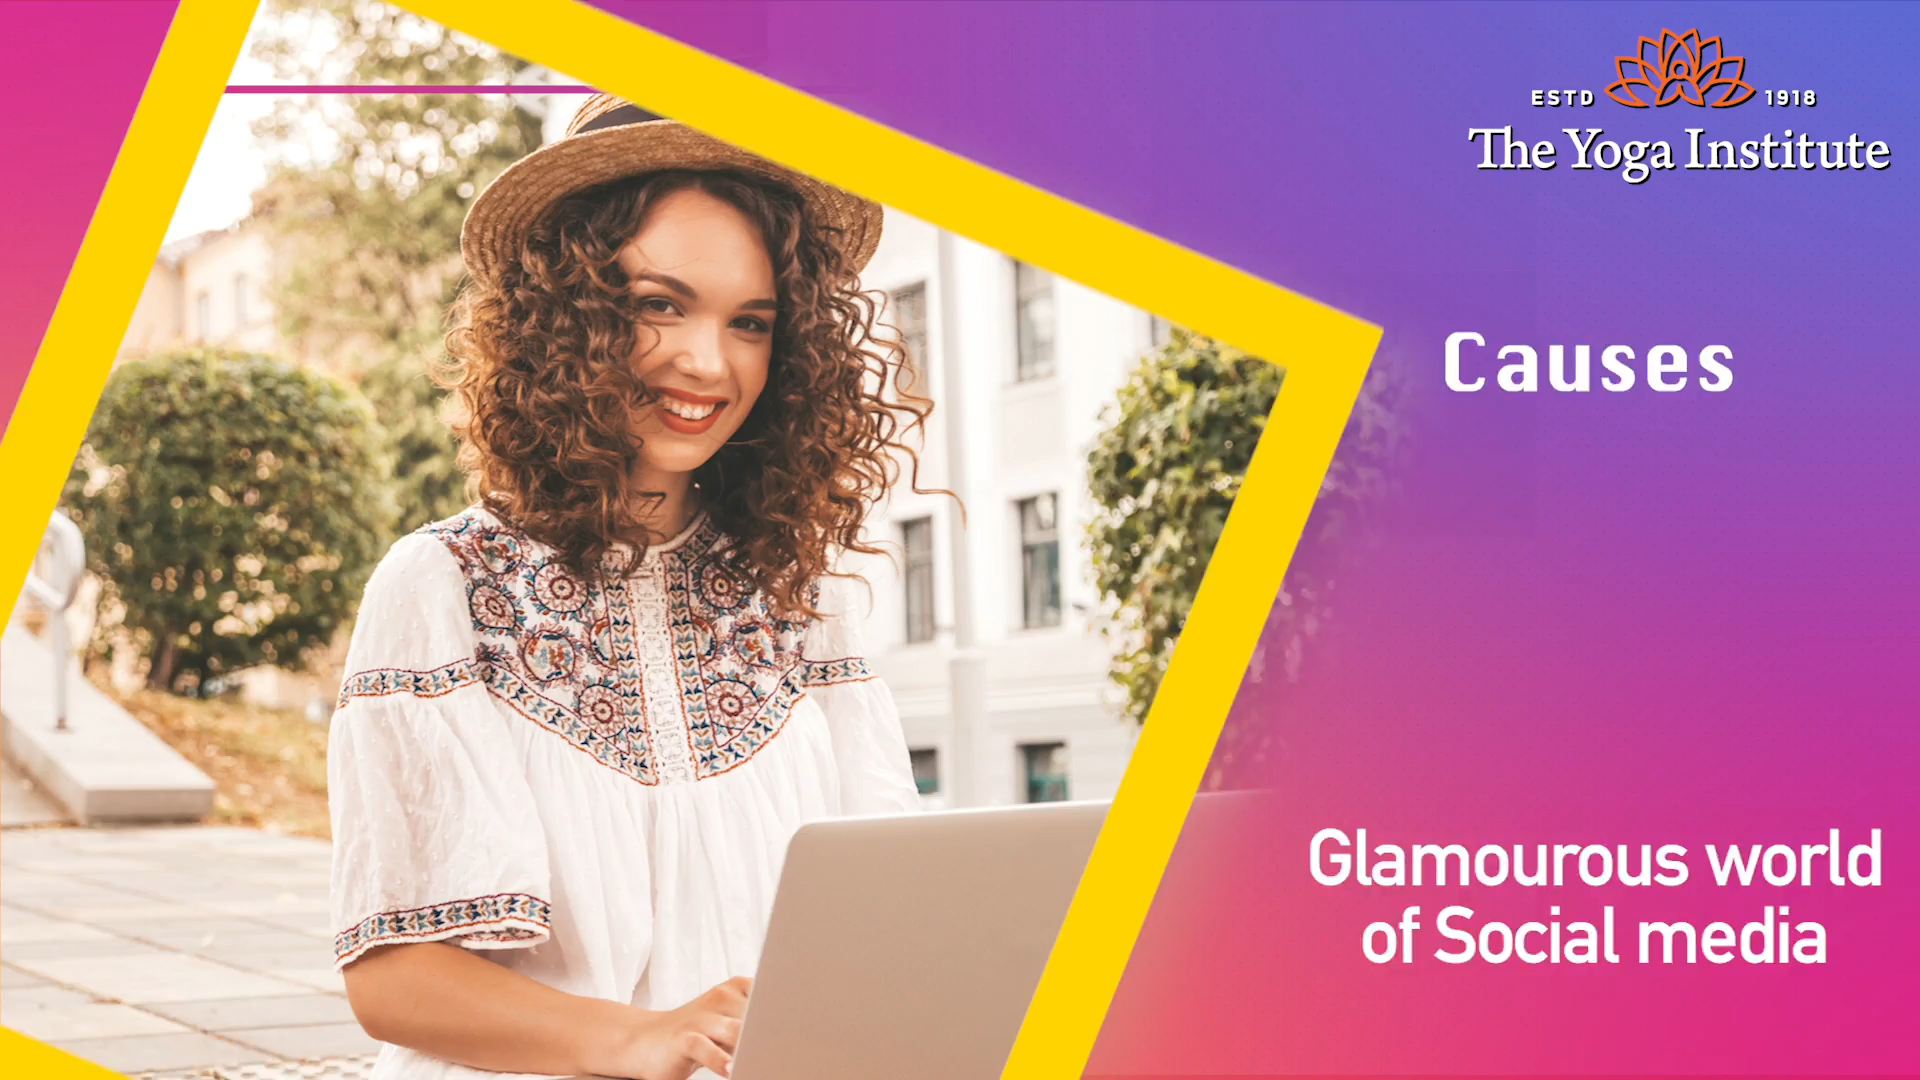 ESTD 1918
The Yoga Institute
Causes
Glamourous world
of Social media